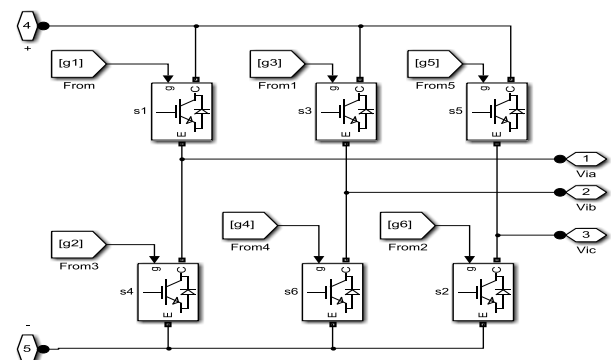 4
+
[g1]
From
[g3]
From1
[g5]
From5
g
C
s1
E
g
C
s3
E
g
C
s5
E
1
Via
2
Vib
3
Vic
[g2]
From3
[g4]
From4
[g6]
From2
g
C
s4
E
g
C
s6
E
g
C
s2
E
-
5